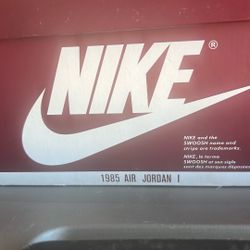 NIKE®
NIKE and the
SWOOSH name and
stripe are trademarks.
NIKE, le terme
SWOOSH et son sigle
sont des marques déposées
1985 AIR JORDAN I